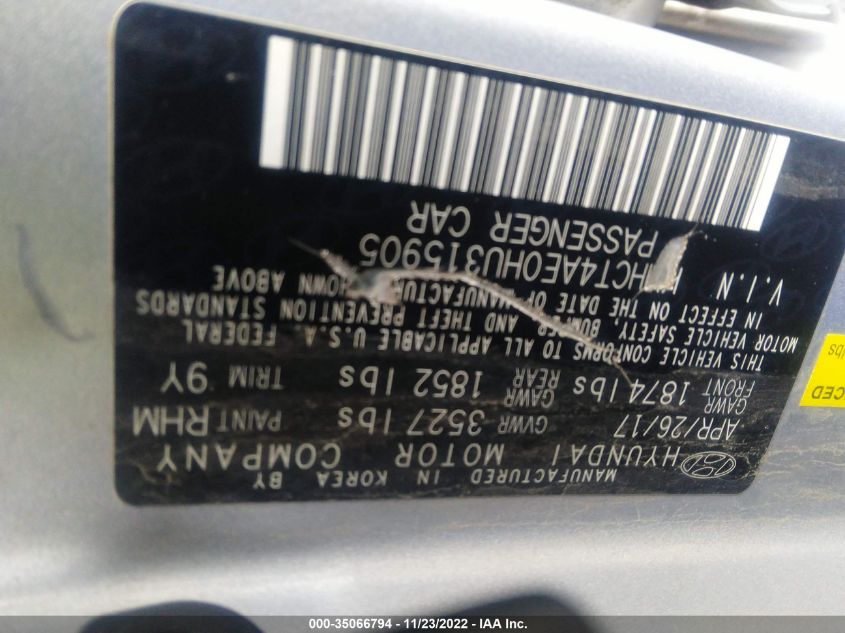 MANUFACTURED IN KOREA BY
HYUNDAI MOTOR COMPANY
APR/26/17 GVWR 3527 lbs PAINT RHM
GAWR FRONT 1874 lbs GAWR REAR 1852 lbs TRIM 9Y
THIS VEHICLE CONFORMS TO ALL APPLICABLE U.S.A. FEDERAL
MOTOR VEHICLE SAFETY, BUMPER AND THEFT PREVENTION STANDARDS
IN EFFECT ON THE DATE OF MANUFACTURE SHOWN ABOVE
V.I.N HCT4AE0HU315905
PASSENGER CAR
CED
lbs
000-35066794 - 11/23/2022 - IAA Inc.